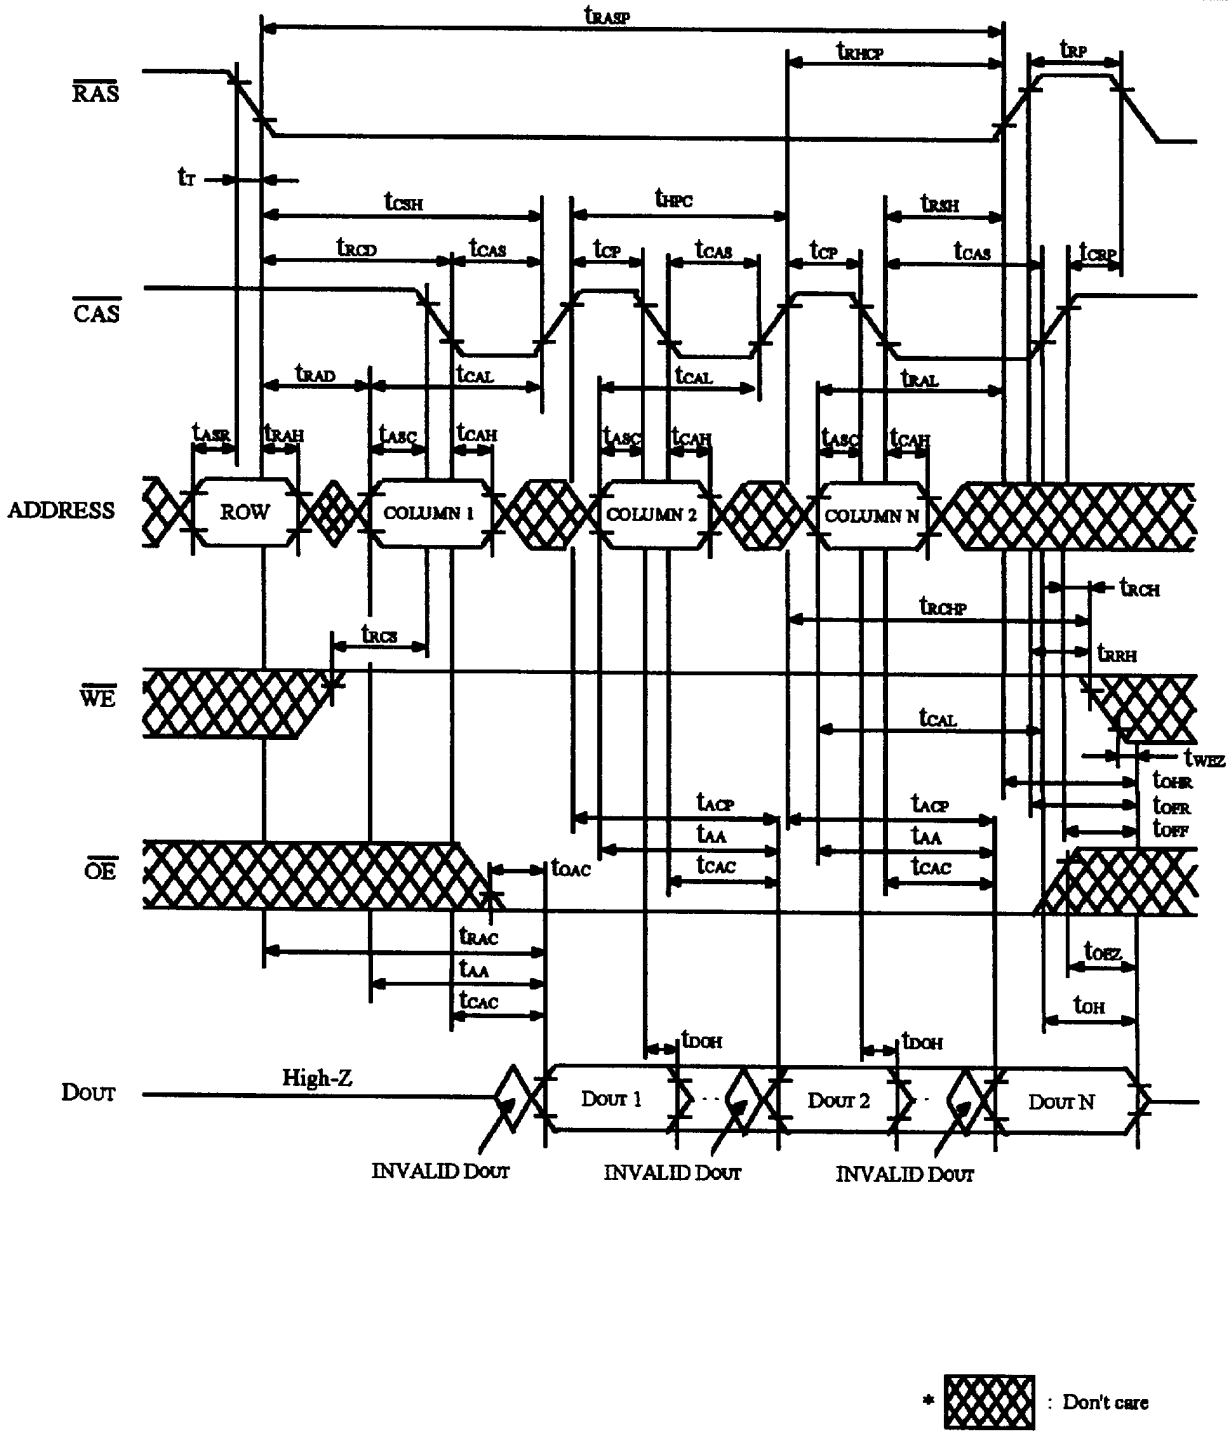 tRASP
tRHCP
tRP
RAS
tT
tCSH
tHPC
tRSH
tRCD
tCAS
tCP
tCAS
tCP
tCAS
tCRP
CAS
tRAD
tCAL
tCAL
tRAL
tASR
tRAH
tASC
tCAH
tASC
tCAH
tASC
tCAH
ADDRESS
ROW
COLUMN 1
COLUMN 2
COLUMN N
tRCH
tRCHP
tRCS
tRRH
WE
tCAL
tWEZ
tOHR
tOFR
tOFF
tACP
tACP
tAA
tAA
OE
tOAC
tCAC
tCAC
tRAC
tOEZ
tAA
tCAC
tOH
tDOH
tDOH
High-Z
DOUT
DOUT 1
DOUT 2
DOUT N
INVALID DOUT
INVALID DOUT
INVALID DOUT
* : Don't care